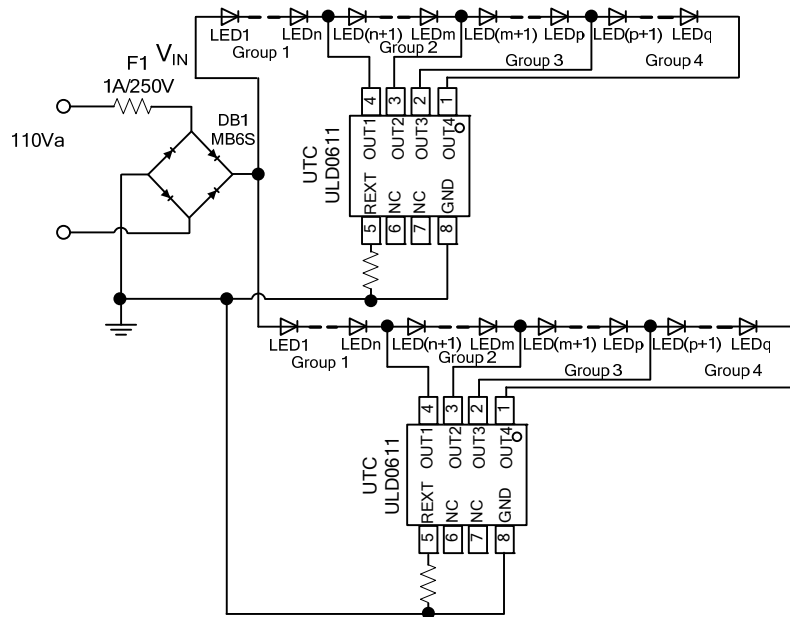 LED1 LEDn LED(n+1) LEDm LED(m+1) LEDp LED(p+1) LEDq
Group 1 Group 2 Group 3 Group 4
VIN
F1
1A/250V
DB1
MB6S
110Va
4 3 2 1
OUT1 OUT2 OUT3 OUT4
UTC
ULD0611
REXT NC NC GND
5 6 7 8
LED1 LEDn LED(n+1) LEDm LED(m+1) LEDp LED(p+1) LEDq
Group 1 Group 2 Group 3 Group 4
4 3 2 1
OUT1 OUT2 OUT3 OUT4
UTC
ULD0611
REXT NC NC GND
5 6 7 8